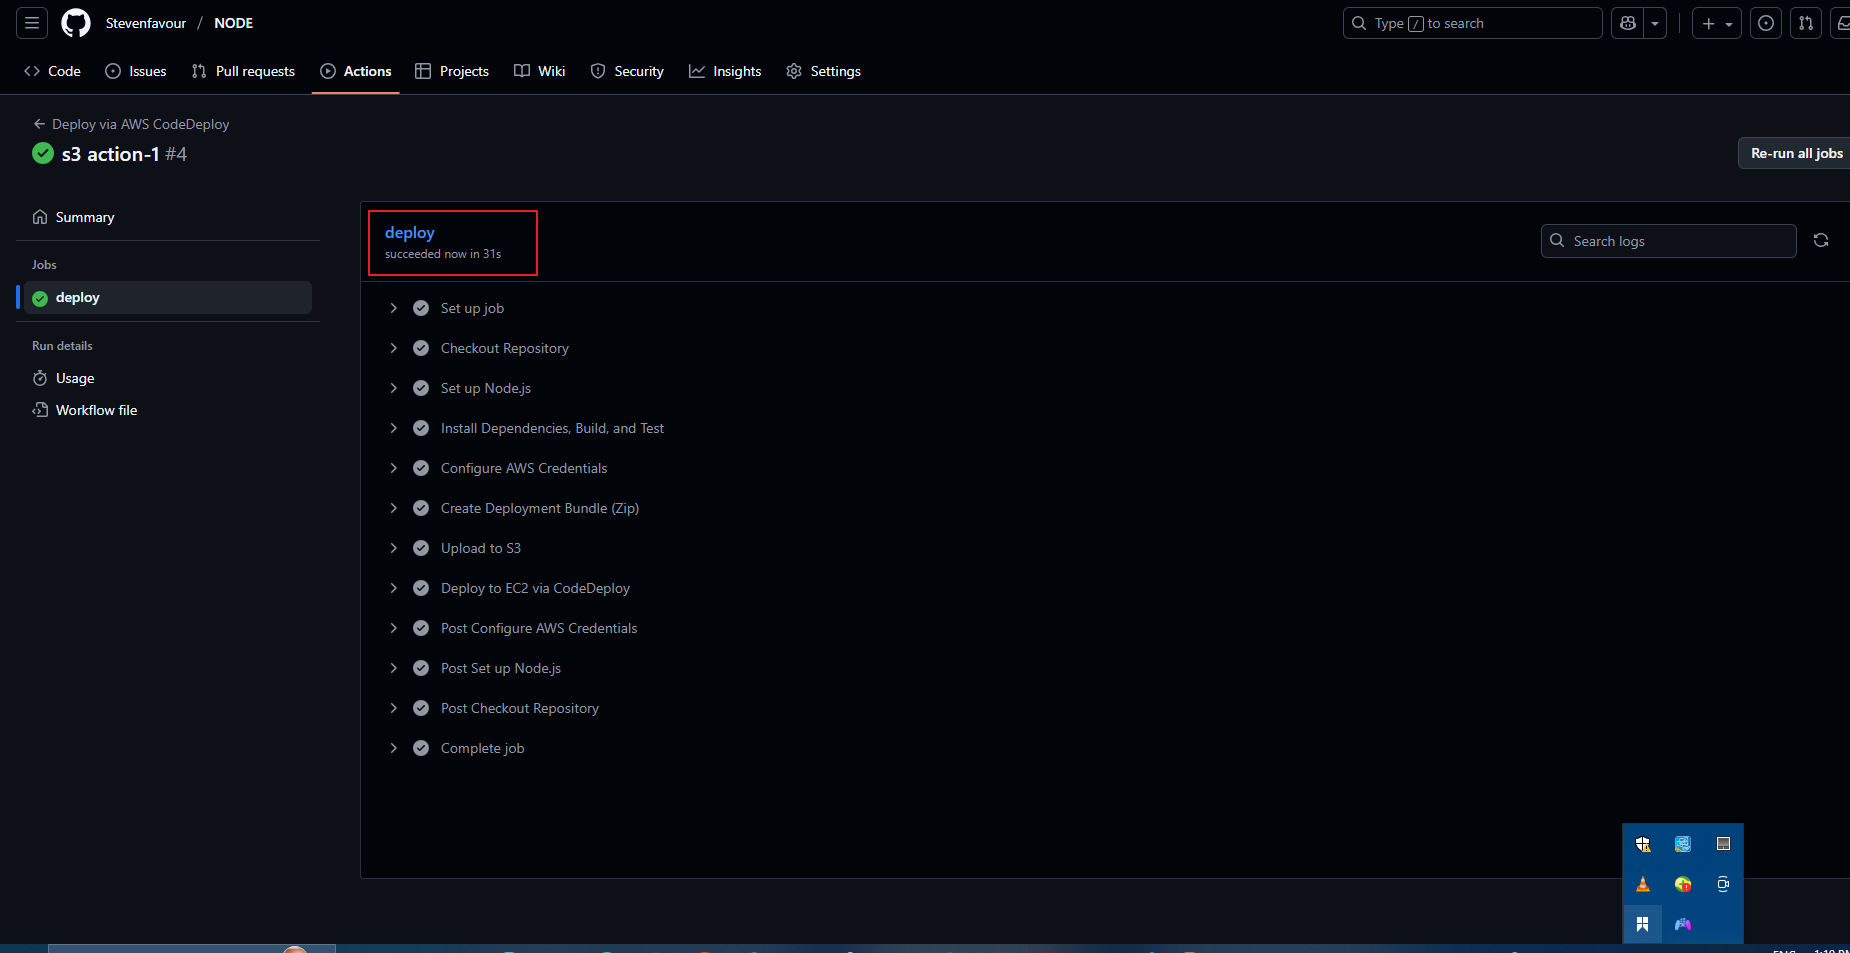 Stevenfavour / NODE
Type / to search
Code
Issues
Pull requests
Actions
Projects
Wiki
Security
Insights
Settings
Deploy via AWS CodeDeploy
s3 action-1 #4
Re-run all jobs
Summary
Jobs
deploy
Run details
Usage
Workflow file
deploy
succeeded now in 31s
Search logs
Set up job
Checkout Repository
Set up Node.js
Install Dependencies, Build, and Test
Configure AWS Credentials
Create Deployment Bundle (Zip)
Upload to S3
Deploy to EC2 via CodeDeploy
Post Configure AWS Credentials
Post Set up Node.js
Post Checkout Repository
Complete job